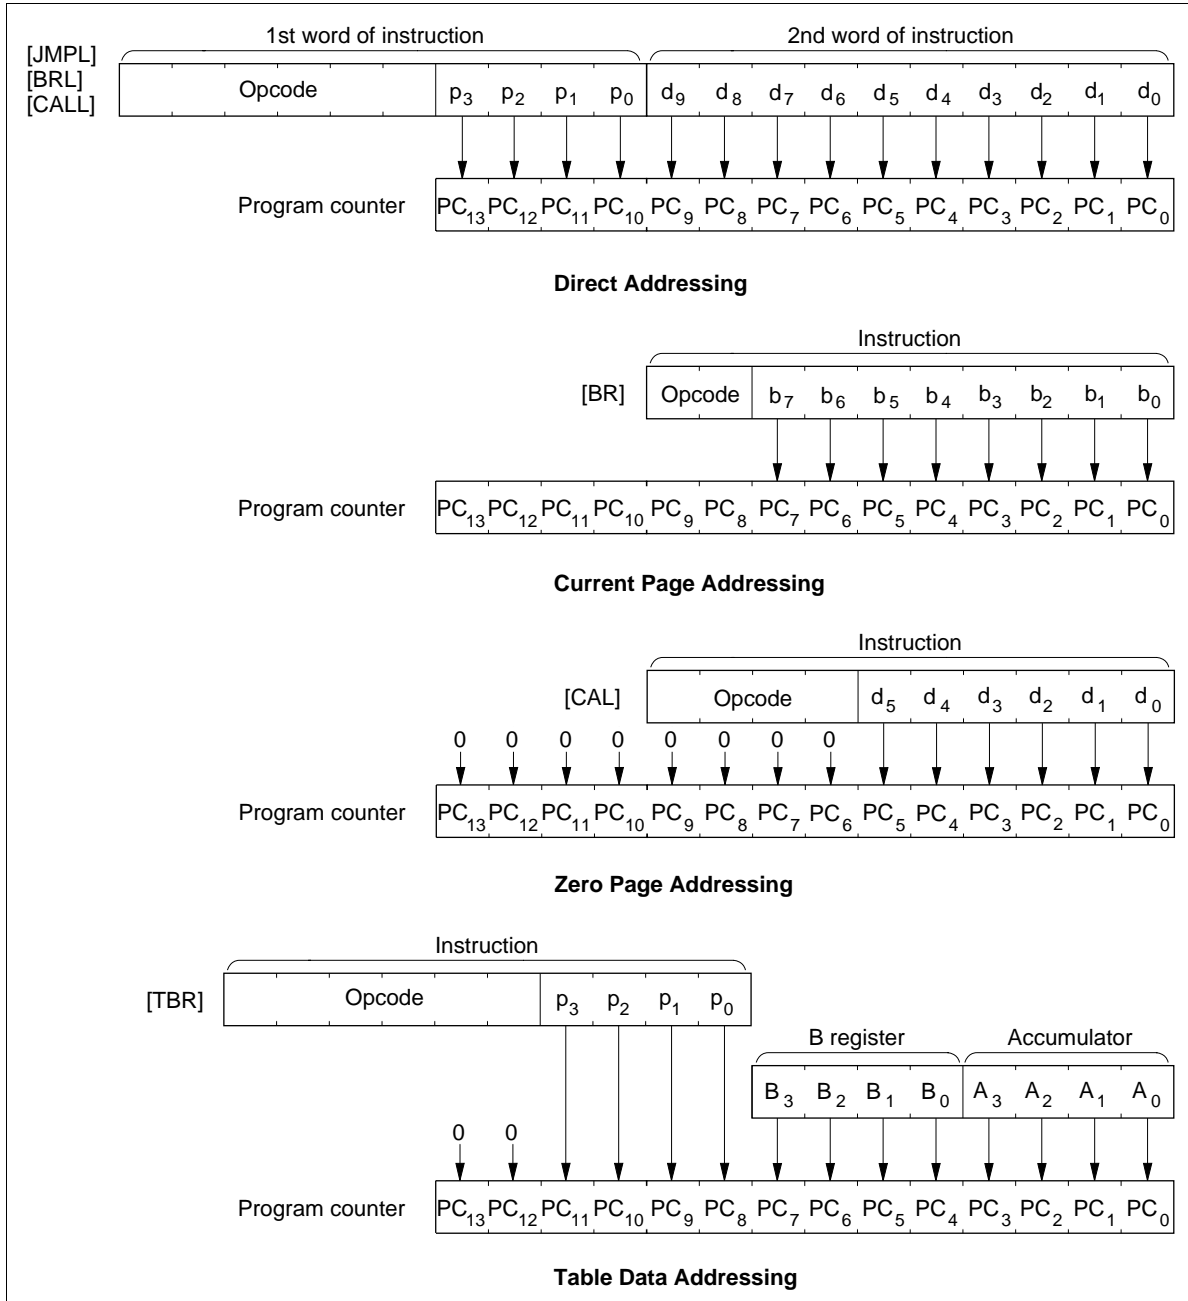 1st word of instruction 2nd word of instruction
[JMPL]
[BRL]
[CALL]
Opcode p3 p2 p1 p0 d9 d8 d7 d6 d5 d4 d3 d2 d1 d0
Program counter PC13 PC12 PC11 PC10 PC9 PC8 PC7 PC6 PC5 PC4 PC3 PC2 PC1 PC0
Direct Addressing
Instruction
[BR] Opcode b7 b6 b5 b4 b3 b2 b1 b0
Program counter PC13 PC12 PC11 PC10 PC9 PC8 PC7 PC6 PC5 PC4 PC3 PC2 PC1 PC0
Current Page Addressing
Instruction
[CAL] Opcode d5 d4 d3 d2 d1 d0
0 0 0 0 0 0 0 0
Program counter PC13 PC12 PC11 PC10 PC9 PC8 PC7 PC6 PC5 PC4 PC3 PC2 PC1 PC0
Zero Page Addressing
Instruction
[TBR] Opcode p3 p2 p1 p0
B register Accumulator
B3 B2 B1 B0 A3 A2 A1 A0
0 0
Program counter PC13 PC12 PC11 PC10 PC9 PC8 PC7 PC6 PC5 PC4 PC3 PC2 PC1 PC0
Table Data Addressing